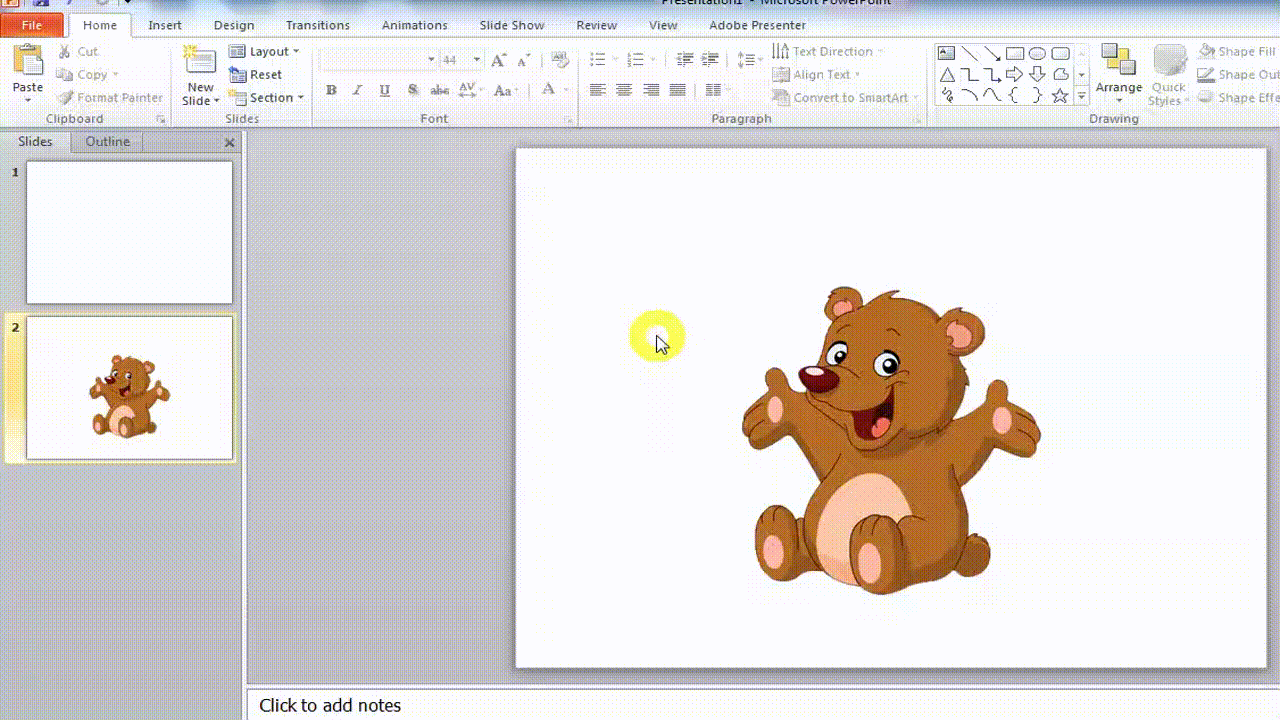 Presentation1 - Microsoft PowerPoint
File Home Insert Design Transitions Animations Slide Show Review View Adobe Presenter
Cut Layout 44 Text Direction Shape Fill
Copy Reset Align Text
Paste New Slide Format Painter Section B I U S abc AV Aa A Convert to SmartArt Arrange Quick Styles
Clipboard Slides Font Paragraph Drawing
Slides Outline
1
2
Click to add notes